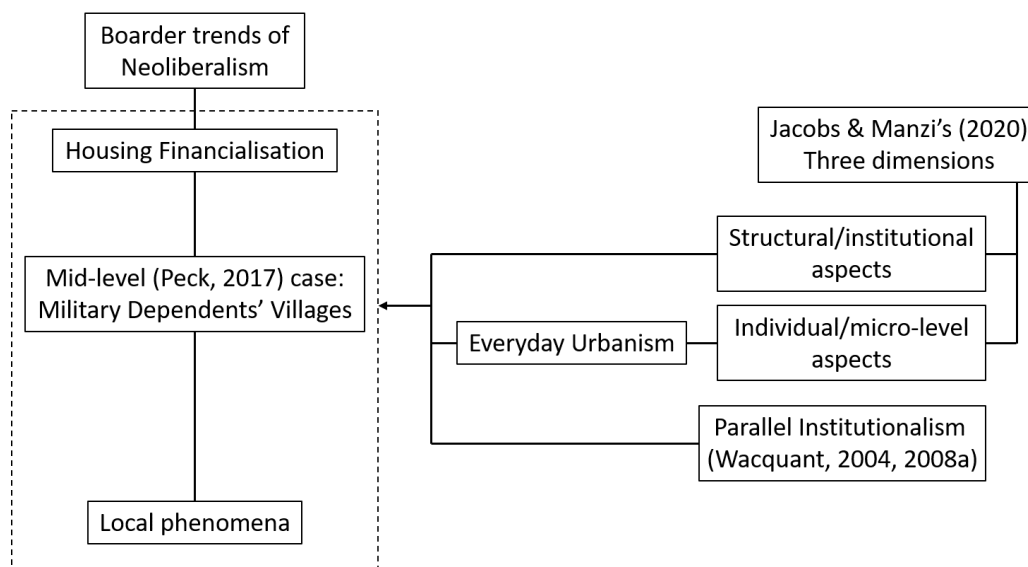 Boarder trends of
Neoliberalism
Housing Financialisation
Mid-level (Peck, 2017) case:
Military Dependents’ Villages
Local phenomena
Jacobs & Manzi’s (2020)
Three dimensions
Structural/institutional
aspects
Everyday Urbanism
Individual/micro-level
aspects
Parallel Institutionalism
(Wacquant, 2004, 2008a)